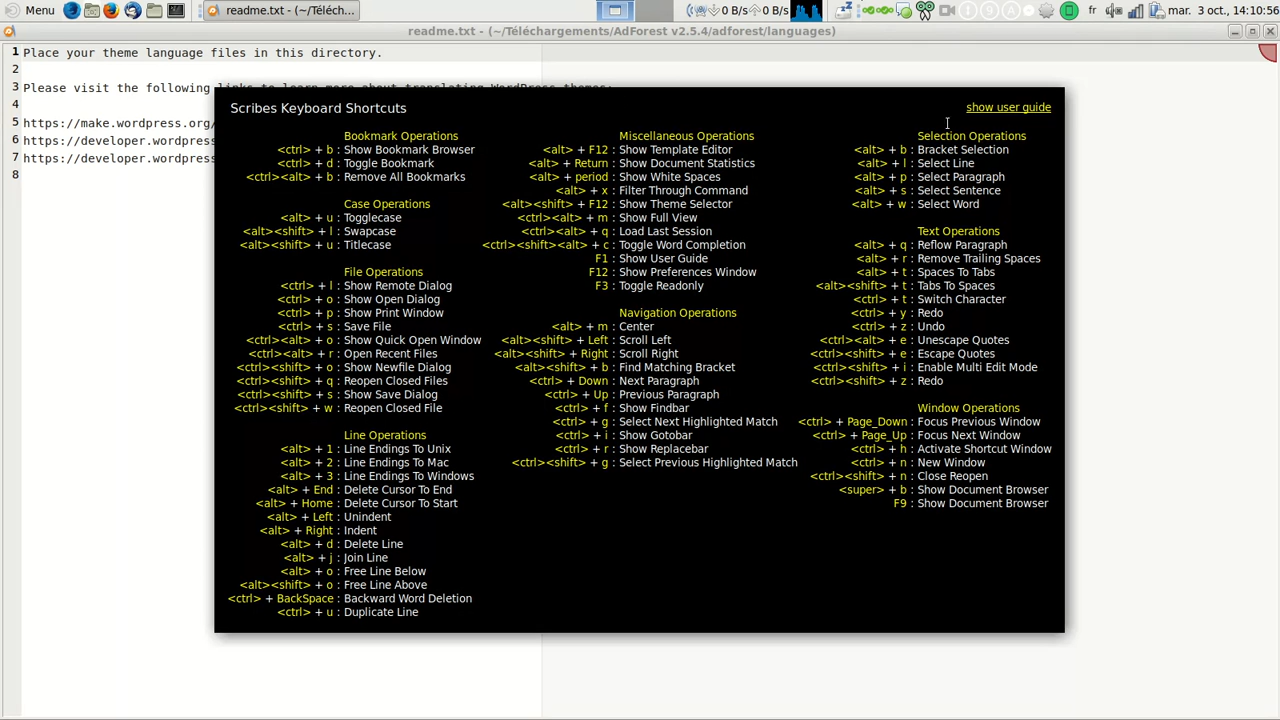 Menu
readme.txt - (~/Téléch...
0 B/s 0 B/s
fr
mar. 3 oct., 14:10:56
readme.txt - (~/Téléchargements/AdForest v2.5.4/adforest/languages)
1 Place your theme language files in this directory.
2
3 Please visit the following links to learn more about translating WordPress themes:
4
5 https://make.wordpress.org/
6 https://developer.wordpress
7 https://developer.wordpress
8
Scribes Keyboard Shortcuts
show user guide
Bookmark Operations
<ctrl> + b : Show Bookmark Browser
<ctrl> + d : Toggle Bookmark
<ctrl><alt> + b : Remove All Bookmarks
Case Operations
<alt> + u : Togglecase
<alt><shift> + l : Swapcase
<alt><shift> + u : Titlecase
File Operations
<ctrl> + l : Show Remote Dialog
<ctrl> + o : Show Open Dialog
<ctrl> + p : Show Print Window
<ctrl> + s : Save File
<ctrl><alt> + o : Show Quick Open Window
<ctrl><alt> + r : Open Recent Files
<ctrl><shift> + o : Show Newfile Dialog
<ctrl><shift> + q : Reopen Closed Files
<ctrl><shift> + s : Show Save Dialog
<ctrl><shift> + w : Reopen Closed File
Line Operations
<alt> + 1 : Line Endings To Unix
<alt> + 2 : Line Endings To Mac
<alt> + 3 : Line Endings To Windows
<alt> + End : Delete Cursor To End
<alt> + Home : Delete Cursor To Start
<alt> + Left : Unindent
<alt> + Right : Indent
<alt> + d : Delete Line
<alt> + j : Join Line
<alt> + o : Free Line Below
<alt><shift> + o : Free Line Above
<ctrl> + BackSpace : Backward Word Deletion
<ctrl> + u : Duplicate Line
Miscellaneous Operations
<alt> + F12 : Show Template Editor
<alt> + Return : Show Document Statistics
<alt> + period : Show White Spaces
<alt> + x : Filter Through Command
<alt><shift> + F12 : Show Theme Selector
<ctrl><alt> + m : Show Full View
<ctrl><alt> + q : Load Last Session
<ctrl><shift><alt> + c : Toggle Word Completion
F1 : Show User Guide
F12 : Show Preferences Window
F3 : Toggle Readonly
Navigation Operations
<alt> + m : Center
<alt><shift> + Left : Scroll Left
<alt><shift> + Right : Scroll Right
<alt><shift> + b : Find Matching Bracket
<ctrl> + Down : Next Paragraph
<ctrl> + Up : Previous Paragraph
<ctrl> + f : Show Findbar
<ctrl> + g : Select Next Highlighted Match
<ctrl> + i : Show Gotobar
<ctrl> + r : Show Replacebar
<ctrl><shift> + g : Select Previous Highlighted Match
Selection Operations
<alt> + b : Bracket Selection
<alt> + l : Select Line
<alt> + p : Select Paragraph
<alt> + s : Select Sentence
<alt> + w : Select Word
Text Operations
<alt> + q : Reflow Paragraph
<alt> + r : Remove Trailing Spaces
<alt> + t : Spaces To Tabs
<alt><shift> + t : Tabs To Spaces
<ctrl> + t : Switch Character
<ctrl> + y : Redo
<ctrl> + z : Undo
<ctrl><alt> + e : Unescape Quotes
<ctrl><shift> + e : Escape Quotes
<ctrl><shift> + i : Enable Multi Edit Mode
<ctrl><shift> + z : Redo
Window Operations
<ctrl> + Page_Down : Focus Previous Window
<ctrl> + Page_Up : Focus Next Window
<ctrl> + h : Activate Shortcut Window
<ctrl> + n : New Window
<ctrl><shift> + n : Close Reopen
<super> + b : Show Document Browser
F9 : Show Document Browser